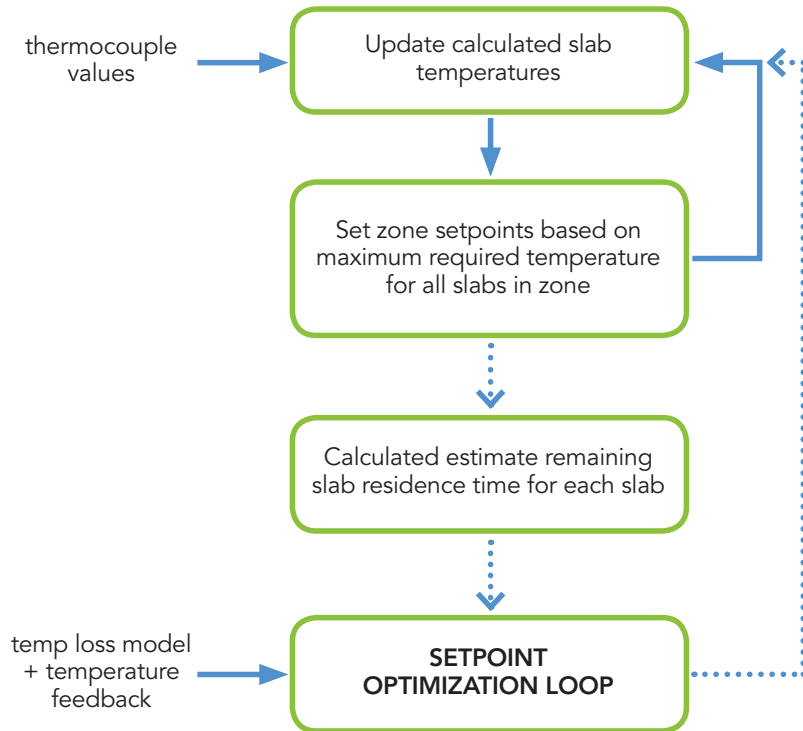 thermocouple
values
Update calculated slab
temperatures
Set zone setpoints based on
maximum required temperature
for all slabs in zone
Calculated estimate remaining
slab residence time for each slab
temp loss model
+ temperature
feedback
SETPOINT
OPTIMIZATION LOOP